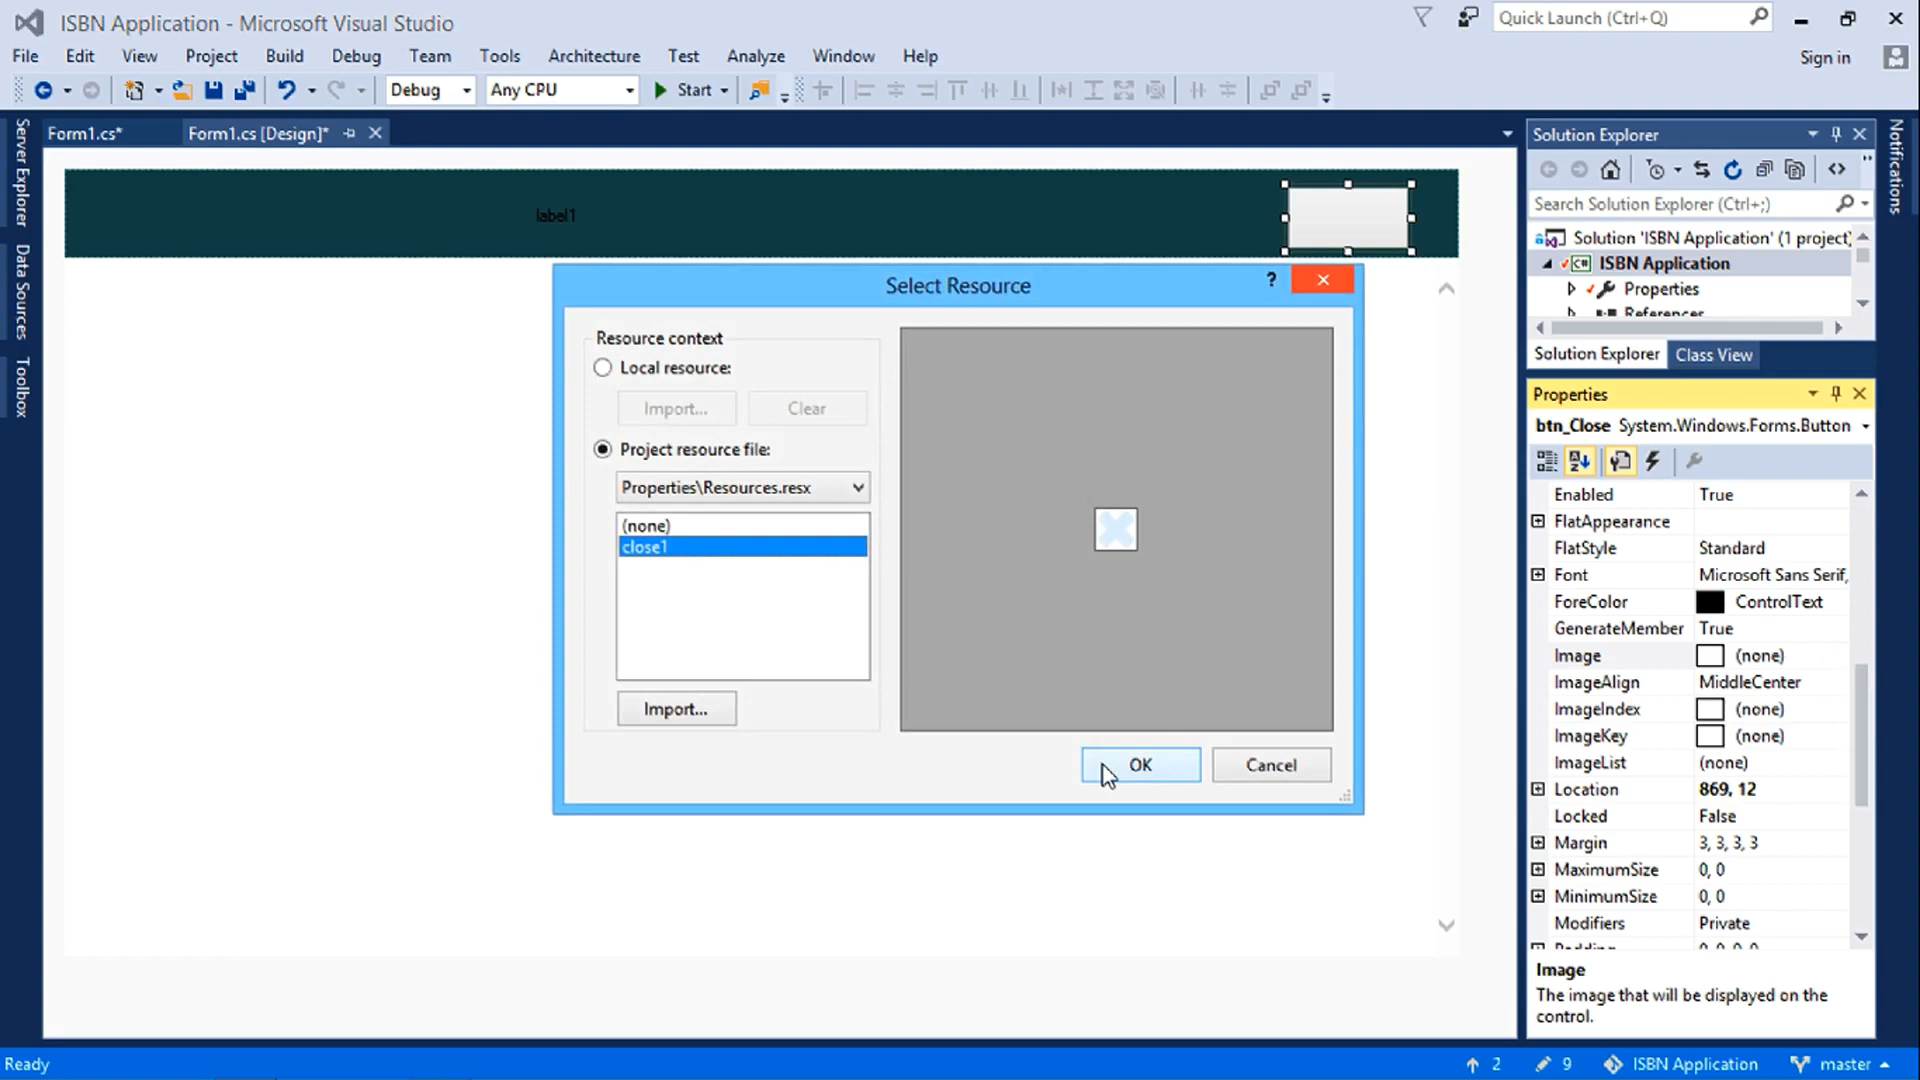 ISBN Application - Microsoft Visual Studio
Quick Launch (Ctrl+Q)
File Edit View Project Build Debug Team Tools Architecture Test Analyze Window Help
Sign in
Debug Any CPU Start
Form1.cs* Form1.cs [Design]*
Server Explorer
Data Sources
Toolbox
label1
Select Resource
?
Resource context
Local resource:
Import... Clear
Project resource file:
Properties\Resources.resx
(none)
close1
Import...
OK Cancel
Solution Explorer
Search Solution Explorer (Ctrl+;)
Solution 'ISBN Application' (1 project)
C# ISBN Application
Properties
References
Solution Explorer Class View
Notifications
Properties
btn_Close System.Windows.Forms.Button
Enabled True
FlatAppearance
FlatStyle Standard
Font Microsoft Sans Serif,
ForeColor ControlText
GenerateMember True
Image (none)
ImageAlign MiddleCenter
ImageIndex (none)
ImageKey (none)
ImageList (none)
Location 869, 12
Locked False
Margin 3, 3, 3, 3
MaximumSize 0, 0
MinimumSize 0, 0
Modifiers Private
Padding 0, 0, 0, 0
Image
The image that will be displayed on the
control.
Ready
2 9 ISBN Application master